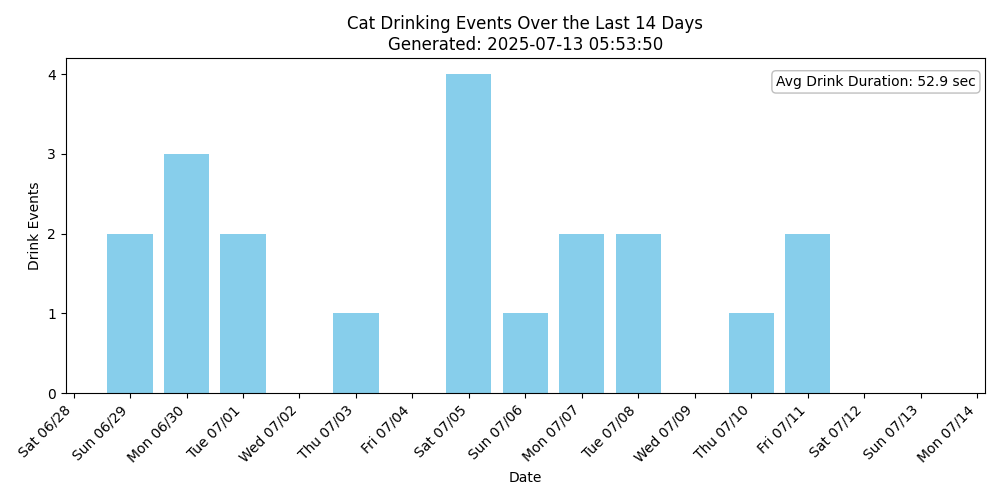 Cat Drinking Events Over the Last 14 Days
Generated: 2025-07-13 05:53:50
Avg Drink Duration: 52.9 sec
Drink Events
4
3
2
1
0
Sat 06/28
Sun 06/29
Mon 06/30
Tue 07/01
Wed 07/02
Thu 07/03
Fri 07/04
Sat 07/05
Sun 07/06
Mon 07/07
Tue 07/08
Wed 07/09
Thu 07/10
Fri 07/11
Sat 07/12
Sun 07/13
Mon 07/14
Date